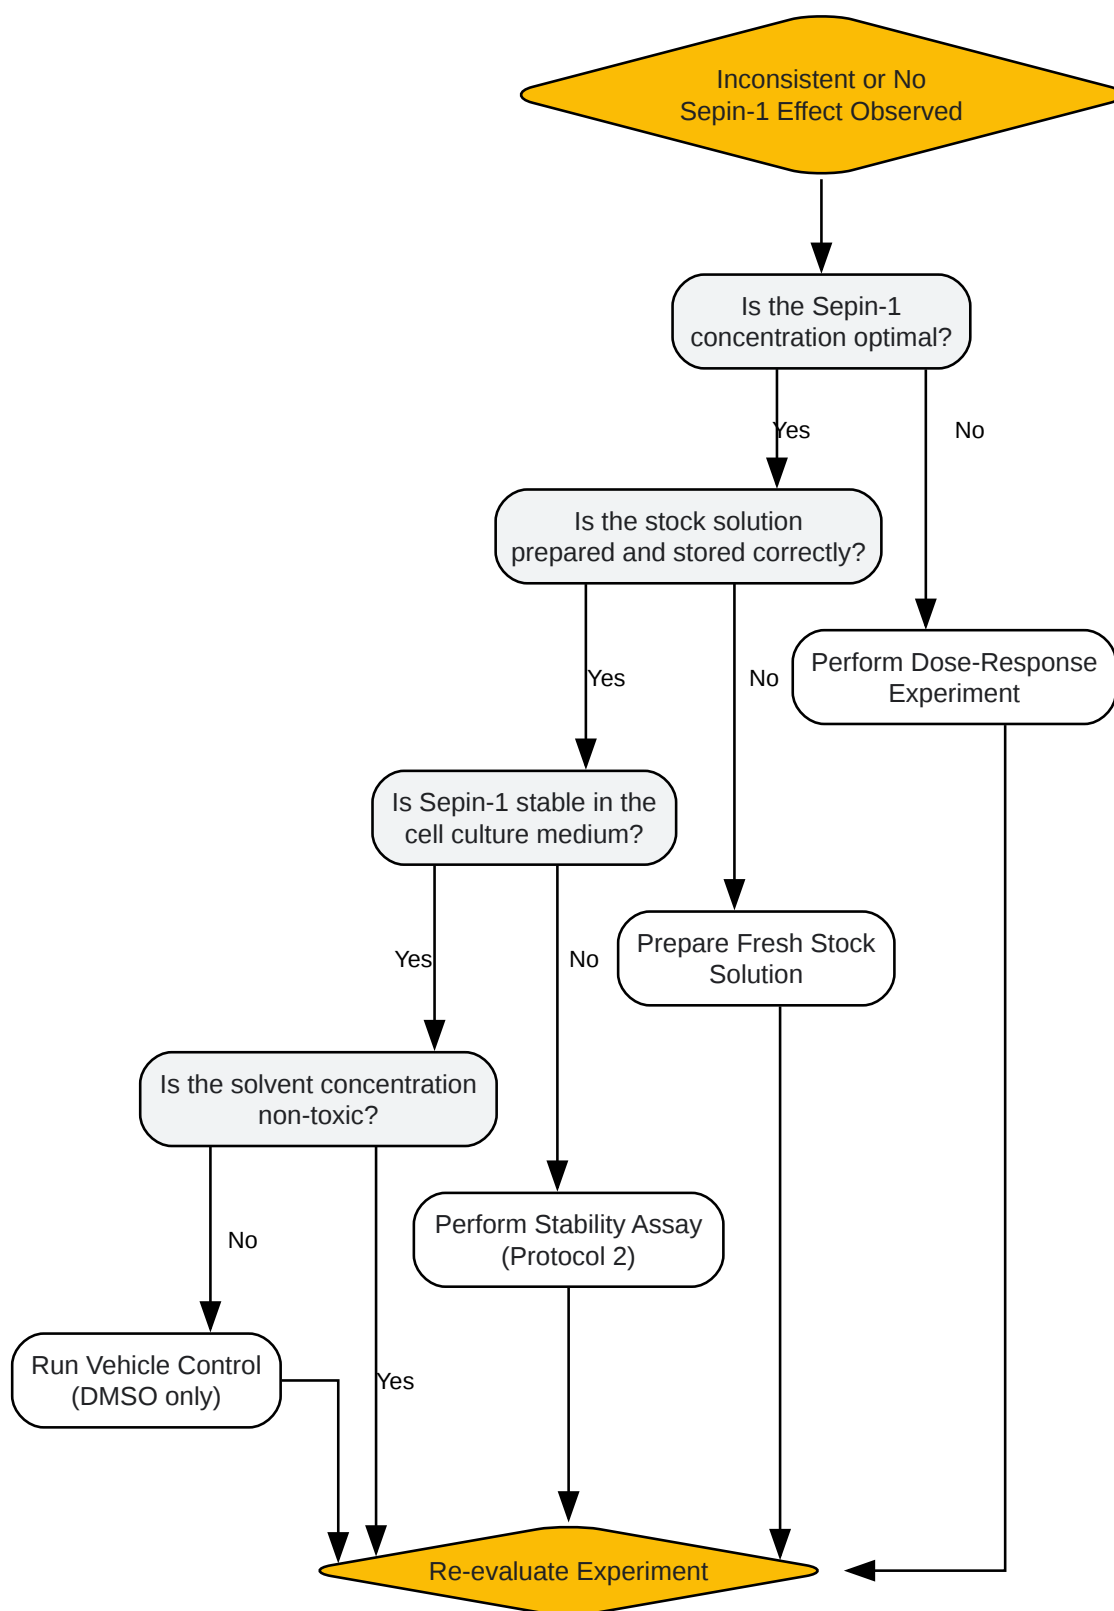 Inconsistent or No
Sepin-1 Effect Observed
Is the Sepin-1
concentration optimal?
Yes
No
Is the stock solution
prepared and stored correctly?
Perform Dose-Response
Experiment
Yes
No
Is Sepin-1 stable in the
cell culture medium?
Prepare Fresh Stock
Solution
Yes
No
Is the solvent concentration
non-toxic?
Perform Stability Assay
(Protocol 2)
No
Run Vehicle Control
(DMSO only)
Yes
Re-evaluate Experiment